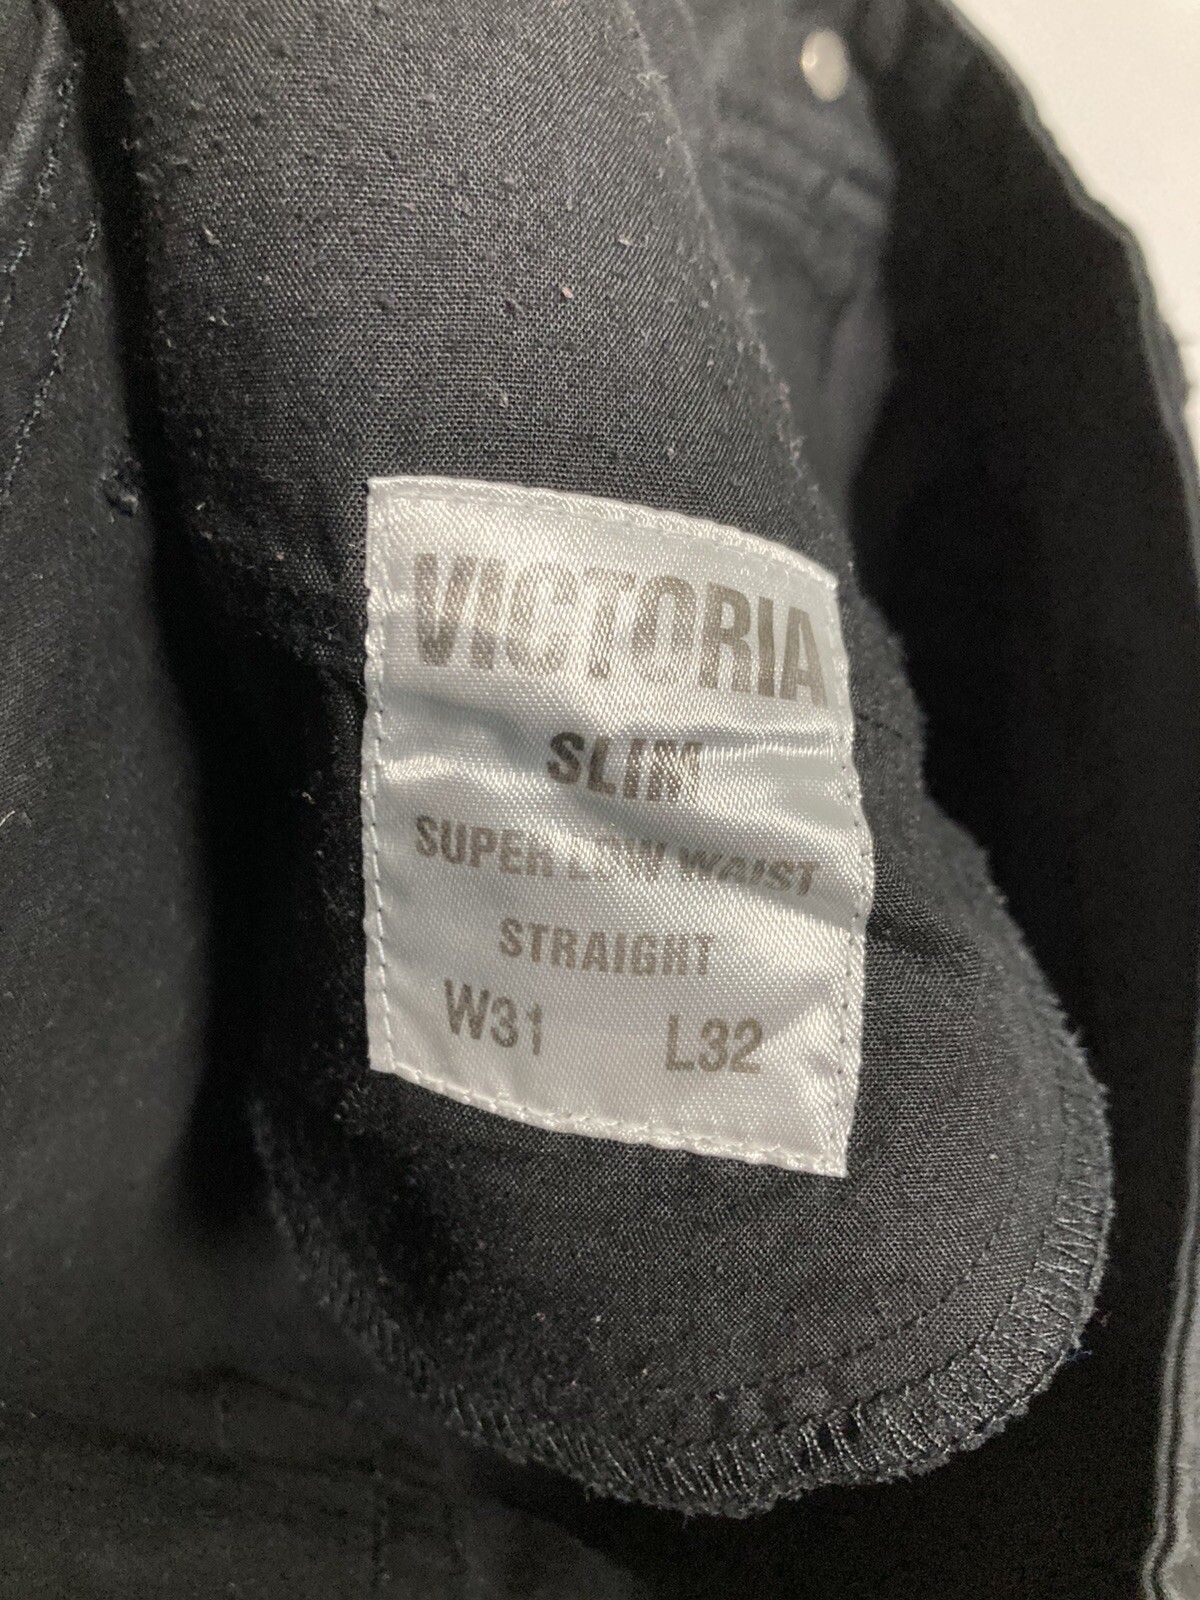 VICTORIA
SLIM
SUPER LOW WAIST
STRAIGHT
W31 L32